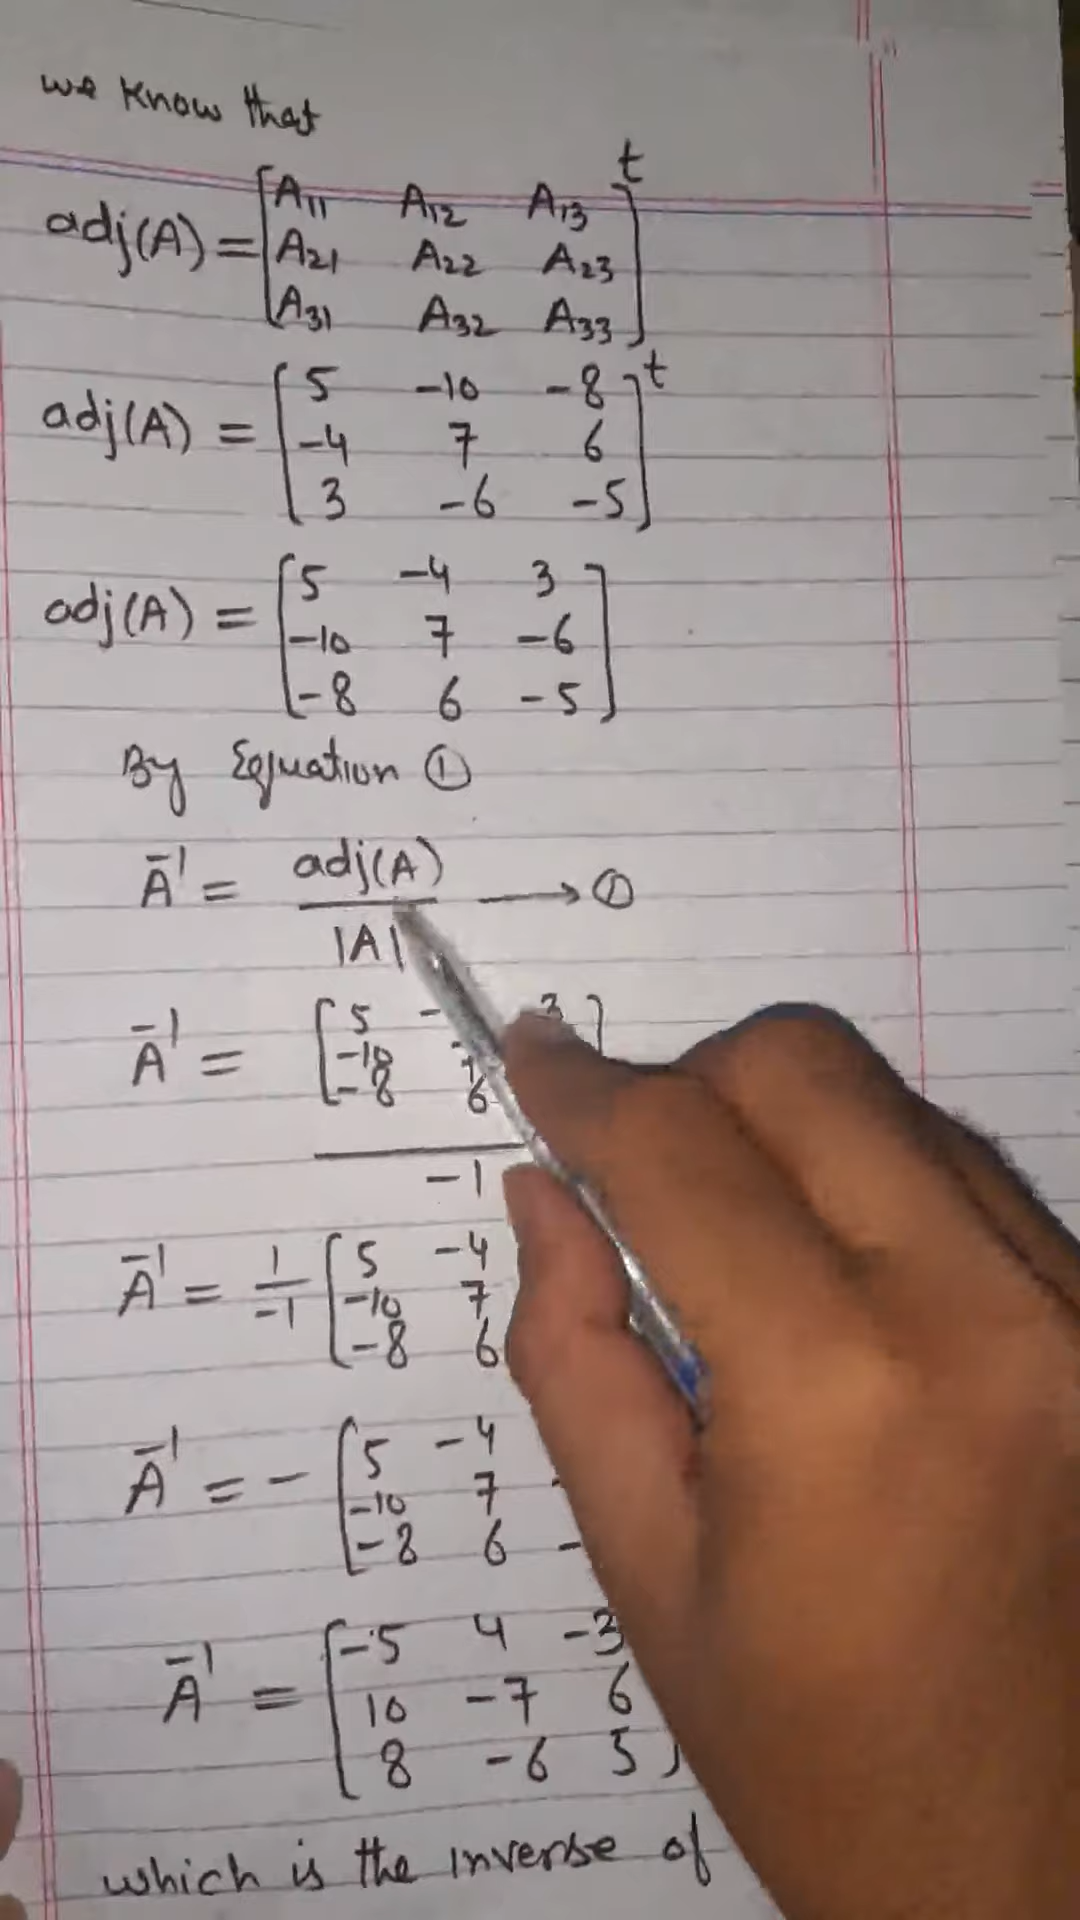 we know that
adj(A) = [A₁₁ A₁₂ A₁₃
A₂₁ A₂₂ A₂₃
A₃₁ A₃₂ A₃₃]ᵗ
adj(A) = [5 -10 -8
-4 7 6
3 -6 -5]ᵗ
adj(A) = [5 -4 3
-10 7 -6
-8 6 -5]
By Equation ①
A⁻¹ = adj(A) / |A| → ①
A⁻¹ = [5 - 3
-10 7
-8 6 ]
-1
A⁻¹ = 1/-1 [5 -4
-10 7
-8 6
A⁻¹ = - [5 -4
-10 7
-8 6 -
A⁻¹ = [-5 4 -3
10 -7 6
8 -6 5]
which is the inverse of